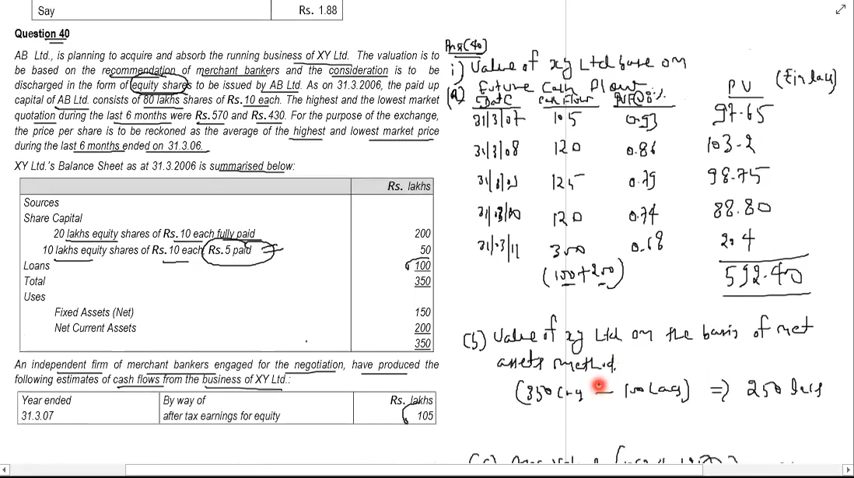 Say Rs. 1.88
Question 40
AB Ltd., is planning to acquire and absorb the running business of XY Ltd. The valuation is to
be based on the recommendation of merchant bankers and the consideration is to be
discharged in the form of equity shares to be issued by AB Ltd. As on 31.3.2006, the paid up
capital of AB Ltd. consists of 80 lakhs shares of Rs.10 each. The highest and the lowest market
quotation during the last 6 months were Rs.570 and Rs.430. For the purpose of the exchange,
the price per share is to be reckoned as the average of the highest and lowest market price
during the last 6 months ended on 31.3.06.
XY Ltd.'s Balance Sheet as at 31.3.2006 is summarised below:
Rs. lakhs
Sources
Share Capital
20 lakhs equity shares of Rs.10 each fully paid 200
10 lakhs equity shares of Rs.10 each, Rs.5 paid 50
Loans 100
Total 350
Uses
Fixed Assets (Net) 150
Net Current Assets 200
350
An independent firm of merchant bankers engaged for the negotiation, have produced the
following estimates of cash flows from the business of XY Ltd.:
Year ended By way of Rs. lakhs
31.3.07 after tax earnings for equity 105
Ans(40)
i) Value of xy Ltd base on
(a) Future Cash Flow
Date Cash Flow PV (in lacs)
31/3/07 105 0.93 97.65
31/3/08 120 0.86 103.2
125 0.79 98.75
120 0.74 88.80
31/03/11 300 0.68 204
(100+200) 592.40
(b) Value of xy Ltd on the basis of net
assets method.
100 Lacs) => 250 lacs